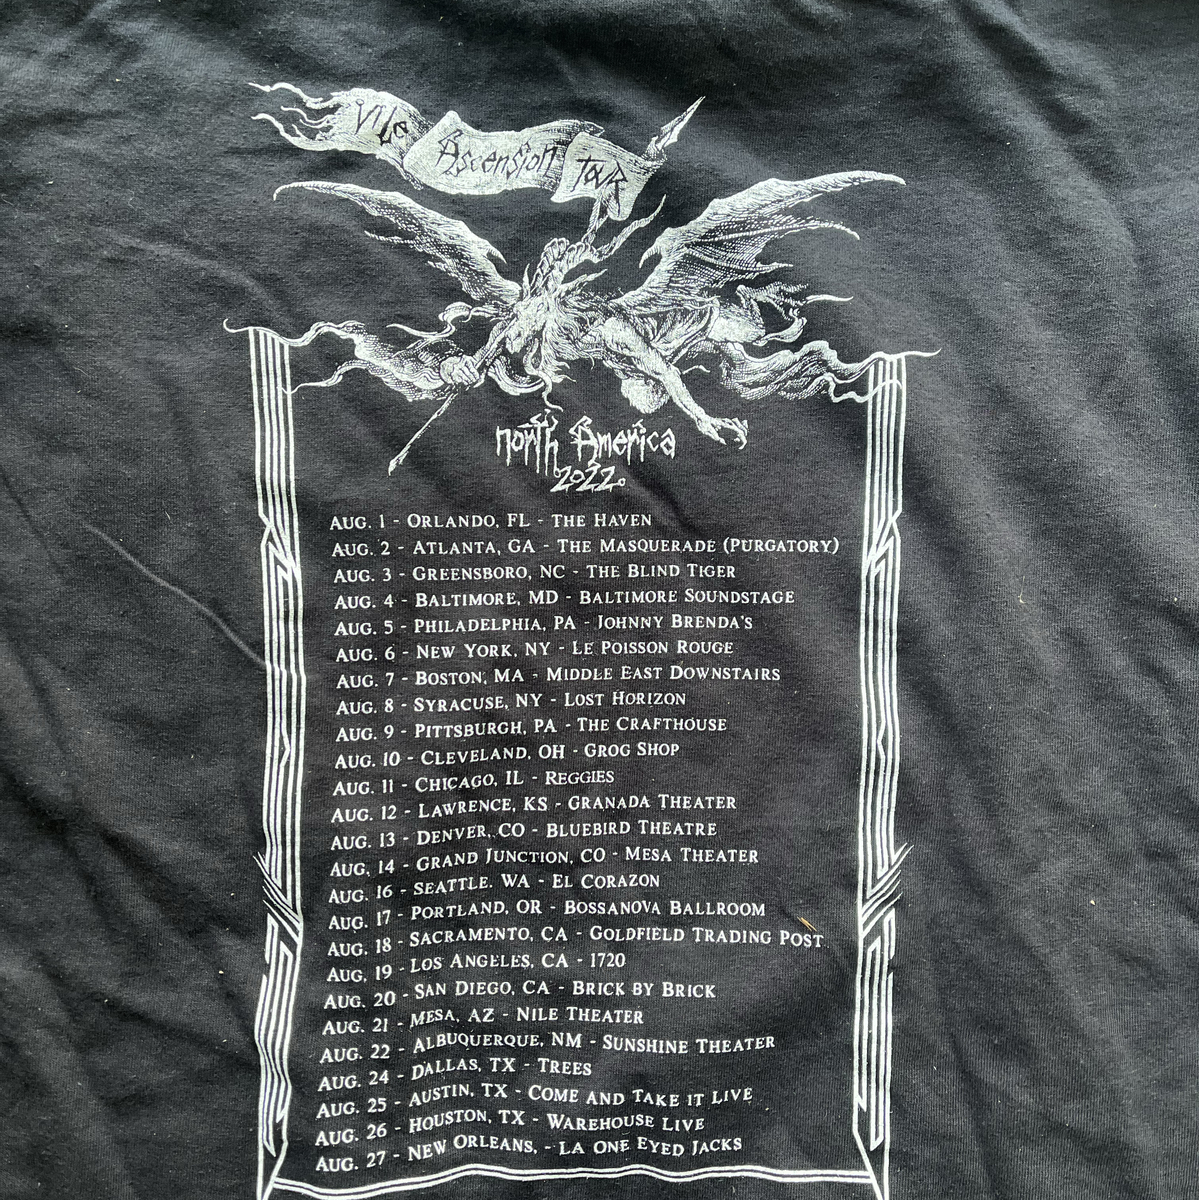 Vile Ascension Tour
North America
2022.
Aug. 1 - Orlando, FL - The Haven
Aug. 2 - Atlanta, GA - The Masquerade (Purgatory)
Aug. 3 - Greensboro, NC - The Blind Tiger
Aug. 4 - Baltimore, MD - Baltimore Soundstage
Aug. 5 - Philadelphia, PA - Johnny Brenda's
Aug. 6 - New York, NY - Le Poisson Rouge
Aug. 7 - Boston, MA - Middle East Downstairs
Aug. 8 - Syracuse, NY - Lost Horizon
Aug. 9 - Pittsburgh, PA - The Crafthouse
Aug. 10 - Cleveland, OH - Grog Shop
Aug. 11 - Chicago, IL - Reggies
Aug. 12 - Lawrence, KS - Granada Theater
Aug. 13 - Denver, CO - Bluebird Theatre
Aug. 14 - Grand Junction, CO - Mesa Theater
Aug. 16 - Seattle. WA - El Corazon
Aug. 17 - Portland, OR - Bossanova Ballroom
Aug. 18 - Sacramento, CA - Goldfield Trading Post
Aug. 19 - Los Angeles, CA - 1720
Aug. 20 - San Diego, CA - Brick by Brick
Aug. 21 - Mesa, AZ - Nile Theater
Aug. 22 - Albuquerque, NM - Sunshine Theater
Aug. 24 - Dallas, TX - Trees
Aug. 25 - Austin, TX - Come and Take it Live
Aug. 26 - Houston, TX - Warehouse Live
Aug. 27 - New Orleans, - LA One Eyed Jacks